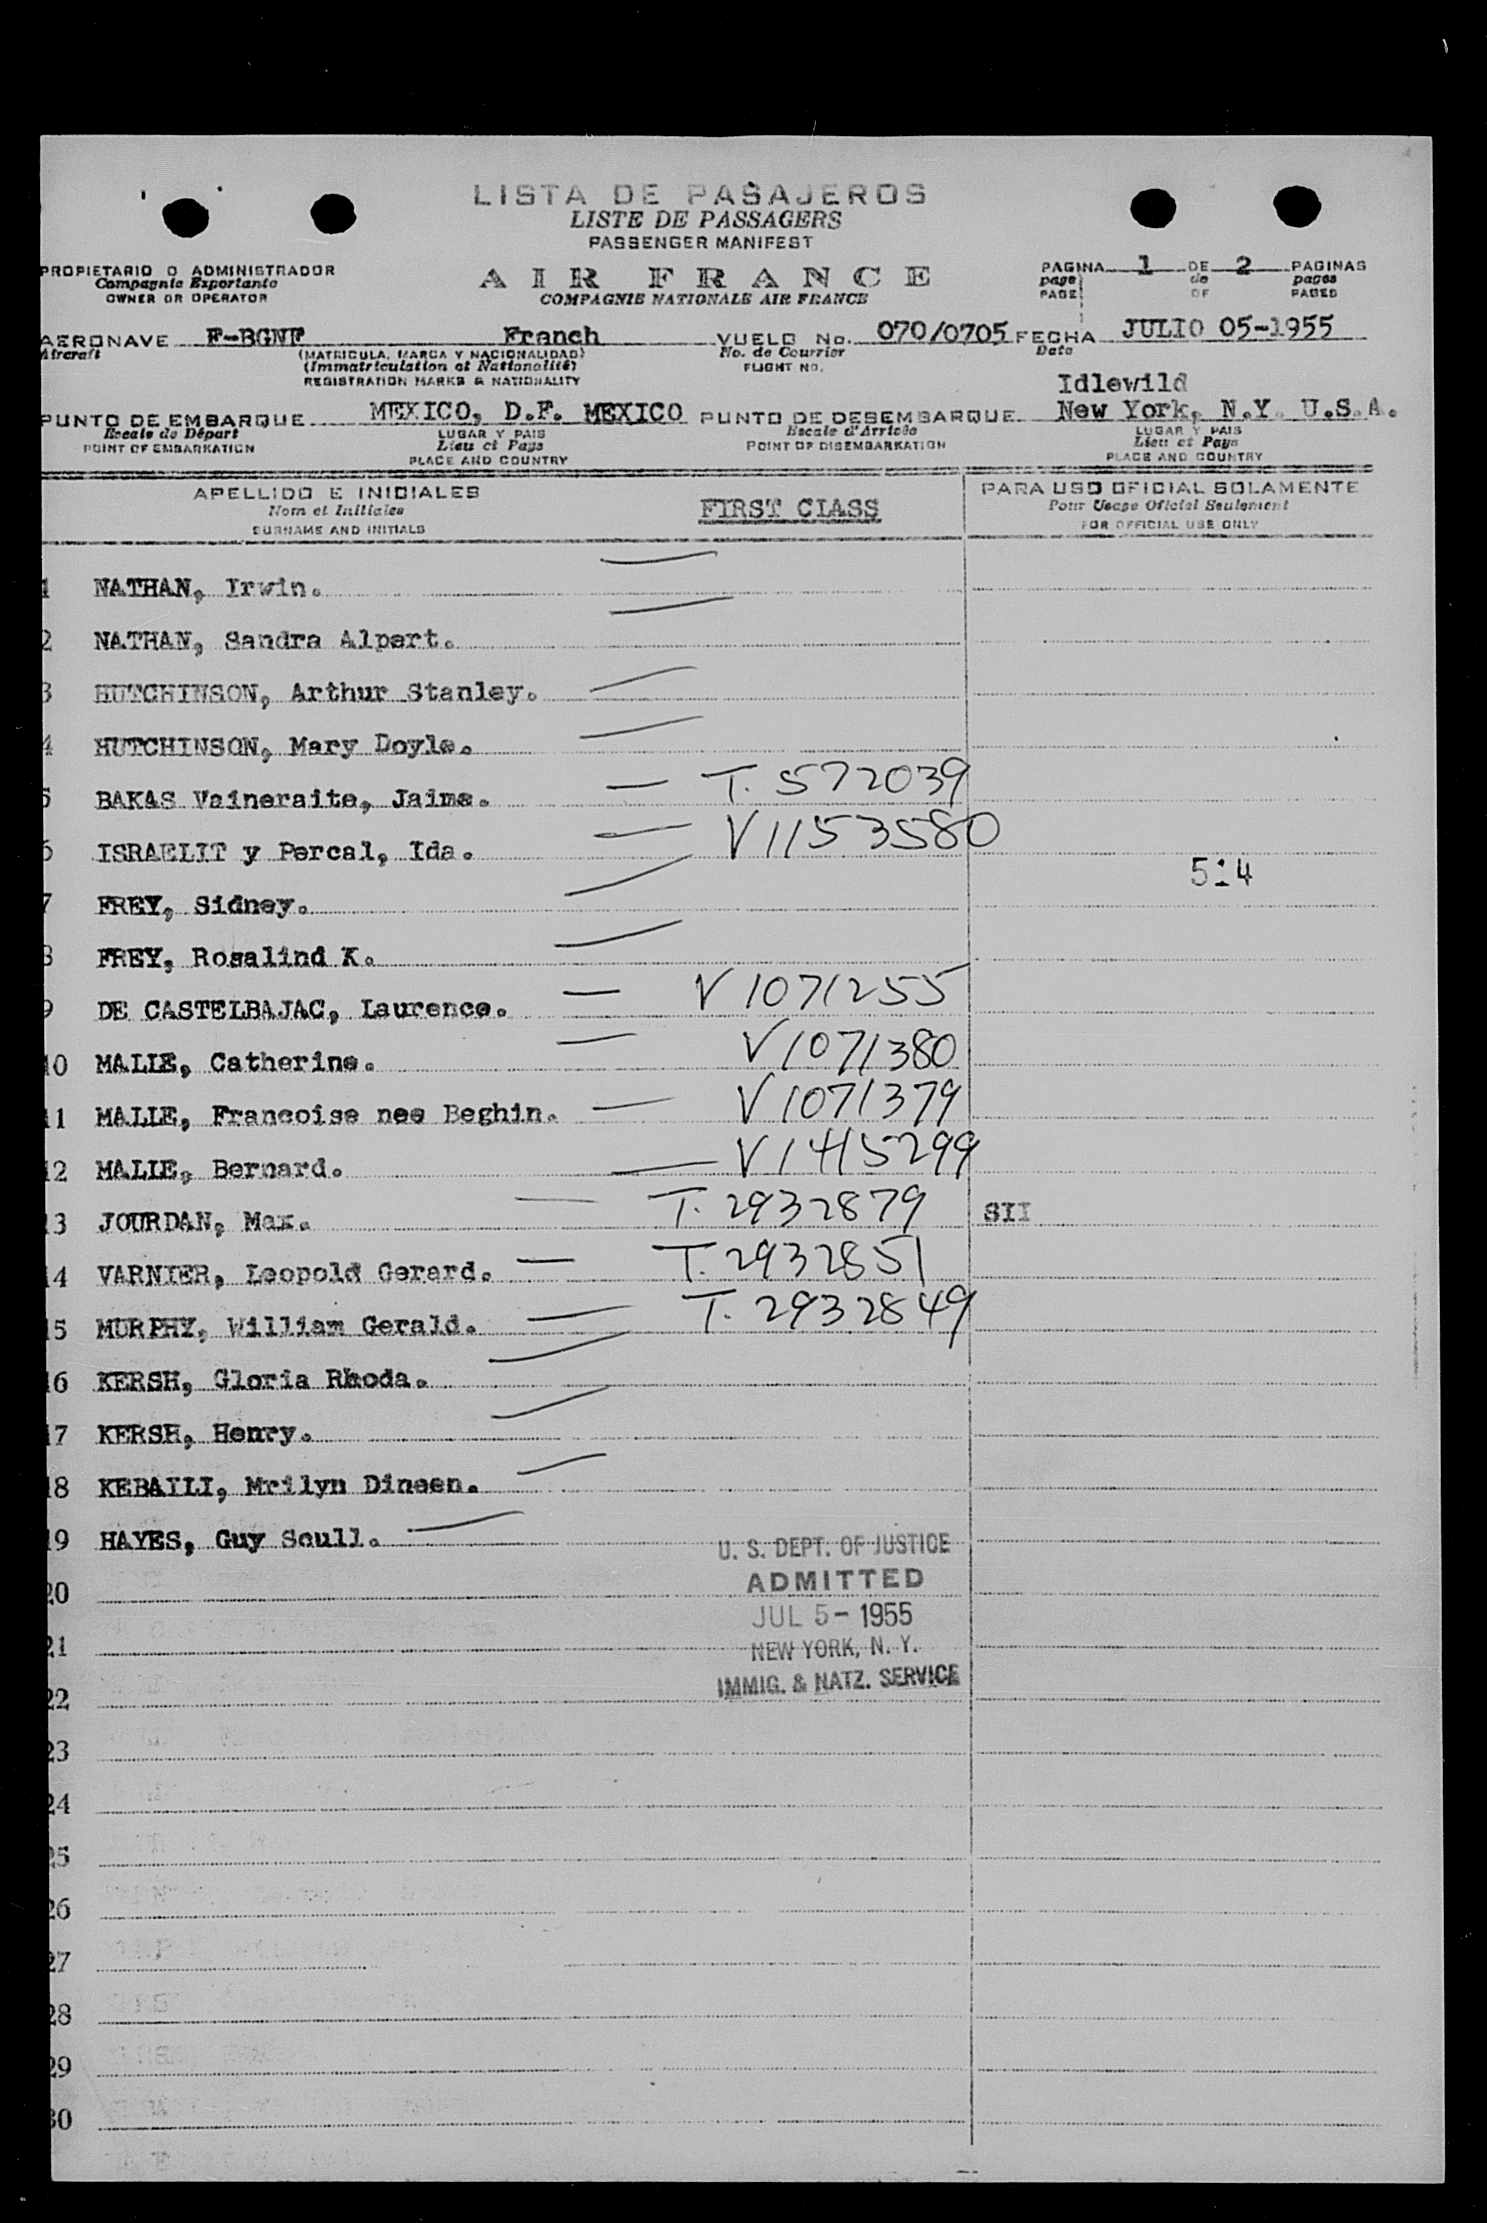 LISTA DE PASAJEROS
LISTE DE PASSAGERS
PASSENGER MANIFEST
PROPIETARIO O ADMINISTRADOR
Compagnie Exportante
OWNER OR OPERATOR
AIR FRANCE
COMPAGNIE NATIONALE AIR FRANCE
PAGINA 1 DE 2 PAGINAS
page de pages
PAGE OF PAGES
AERONAVE F-BGNF French VUELO No. 070/0705 FECHA JULIO 05-1955
Aircraft (MATRICULA, MARCA Y NACIONALIDAD) No. de Courrier Date
(Immatriculation et Nationalité) FLIGHT NO.
REGISTRATION MARKS & NATIONALITY
Idlewild
PUNTO DE EMBARQUE MEXICO, D.F. MEXICO PUNTO DE DESEMBARQUE New York, N.Y. U.S.A.
Escale de Départ LUGAR Y PAIS Escale d'Arrivée LUGAR Y PAIS
POINT OF EMBARKATION Lieu et Pays POINT OF DISEMBARKATION Lieu et Pays
PLACE AND COUNTRY PLACE AND COUNTRY
APELLIDO E INICIALES
Nom et Initiales
SURNAME AND INITIALS
FIRST CLASS
PARA USO OFICIAL SOLAMENTE
Pour Usage Oficiel Seulement
FOR OFFICIAL USE ONLY
1 NATHAN, Irwin.
2 NATHAN, Sandra Alpert.
3 HUTCHINSON, Arthur Stanley.
4 HUTCHINSON, Mary Doyle.
5 BAKAS Vaineraite, Jaime. T. 572039
6 ISRAELIT y Percal, Ida. V1153580
514
7 FREY, Sidney.
8 FREY, Rosalind K.
9 DE CASTELBAJAC, Laurence. V1071255
10 MALIE, Catherine. V1071380
11 MALIE, Francoise nee Beghin. V1071379
12 MALIE, Bernard. V1415299
13 JOURDAN, Max. T. 2932879 SII
14 VARNIER, Leopold Gerard. T. 2932851
15 MURPHY, William Gerald. T. 2932849
16 KERSH, Gloria Rhoda.
17 KERSH, Henry.
18 KEBAILI, Mrilyn Dineen.
19 HAYES, Guy Scull.
U. S. DEPT. OF JUSTICE
20
ADMITTED
JUL 5- 1955
21
NEW YORK, N. Y.
22
IMMIG. & NATZ. SERVICE
23
24
25
26
27
28
29
30